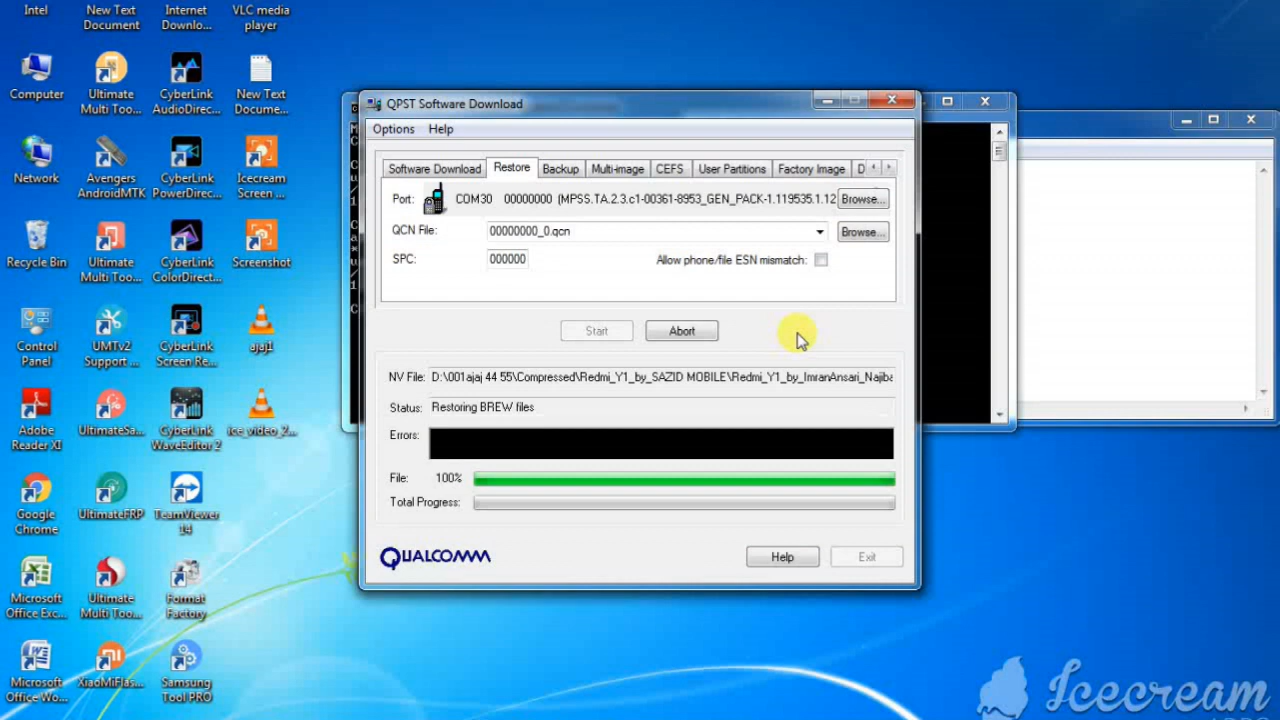 Intel
New Text Document
Internet Downlo...
VLC media player
Computer
Ultimate Multi Too...
CyberLink AudioDirec...
New Text Docume...
Network
Avengers AndroidMTK
CyberLink PowerDirec...
Icecream Screen ...
Recycle Bin
Ultimate Multi Tool...
CyberLink ColorDirect...
Screenshot
Control Panel
UMTv2 Support ...
CyberLink Screen Re...
ajaj1
Adobe Reader XI
UltimateSa...
CyberLink WaveEditor 2
ice_video_2...
Google Chrome
UltimateFRP
TeamViewer 14
Microsoft Office Exc...
Ultimate Multi Too...
Format Factory
Microsoft Office Wo...
XiaoMiFlas...
Samsung Tool PRO
QPST Software Download
Options Help
Software Download Restore Backup Multi-image CEFS User Partitions Factory Image D
Port: COM30 00000000 (MPSS.TA.2.3.c1-00361-8953_GEN_PACK-1.119535.1.12 Browse...
QCN File: 00000000_0.qcn Browse...
SPC: 000000 Allow phone/file ESN mismatch:
Start Abort
NV File: D:\001ajaj 44 55\Compressed\Redmi_Y1_by_SAZID MOBILE\Redmi_Y1_by_ImranAnsari_Najiba
Status: Restoring BREW files
Errors:
File: 100%
Total Progress:
QUALCOMM
Help Exit
Icecream